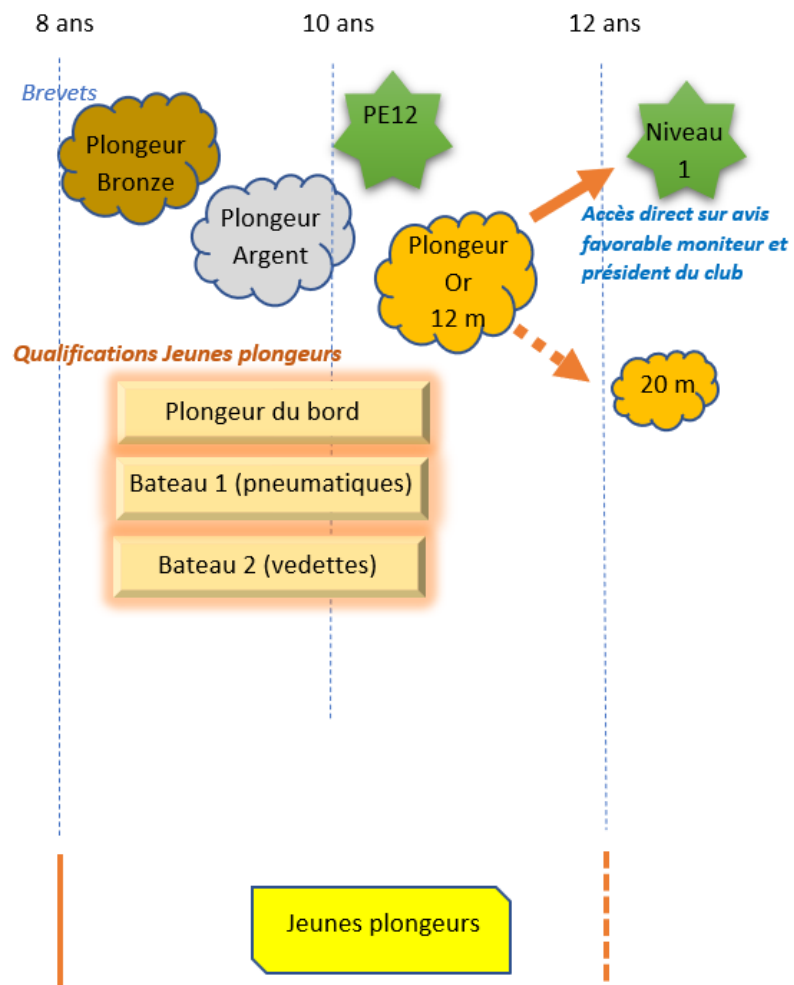 8 ans
10 ans
12 ans
Brevets
Plongeur
Bronze
Plongeur
Argent
PE12
Plongeur
Or
12 m
Niveau
1
Accès direct sur avis
favorable moniteur et
président du club
20 m
Qualifications Jeunes plongeurs
Plongeur du bord
Bateau 1 (pneumatiques)
Bateau 2 (vedettes)
Jeunes plongeurs